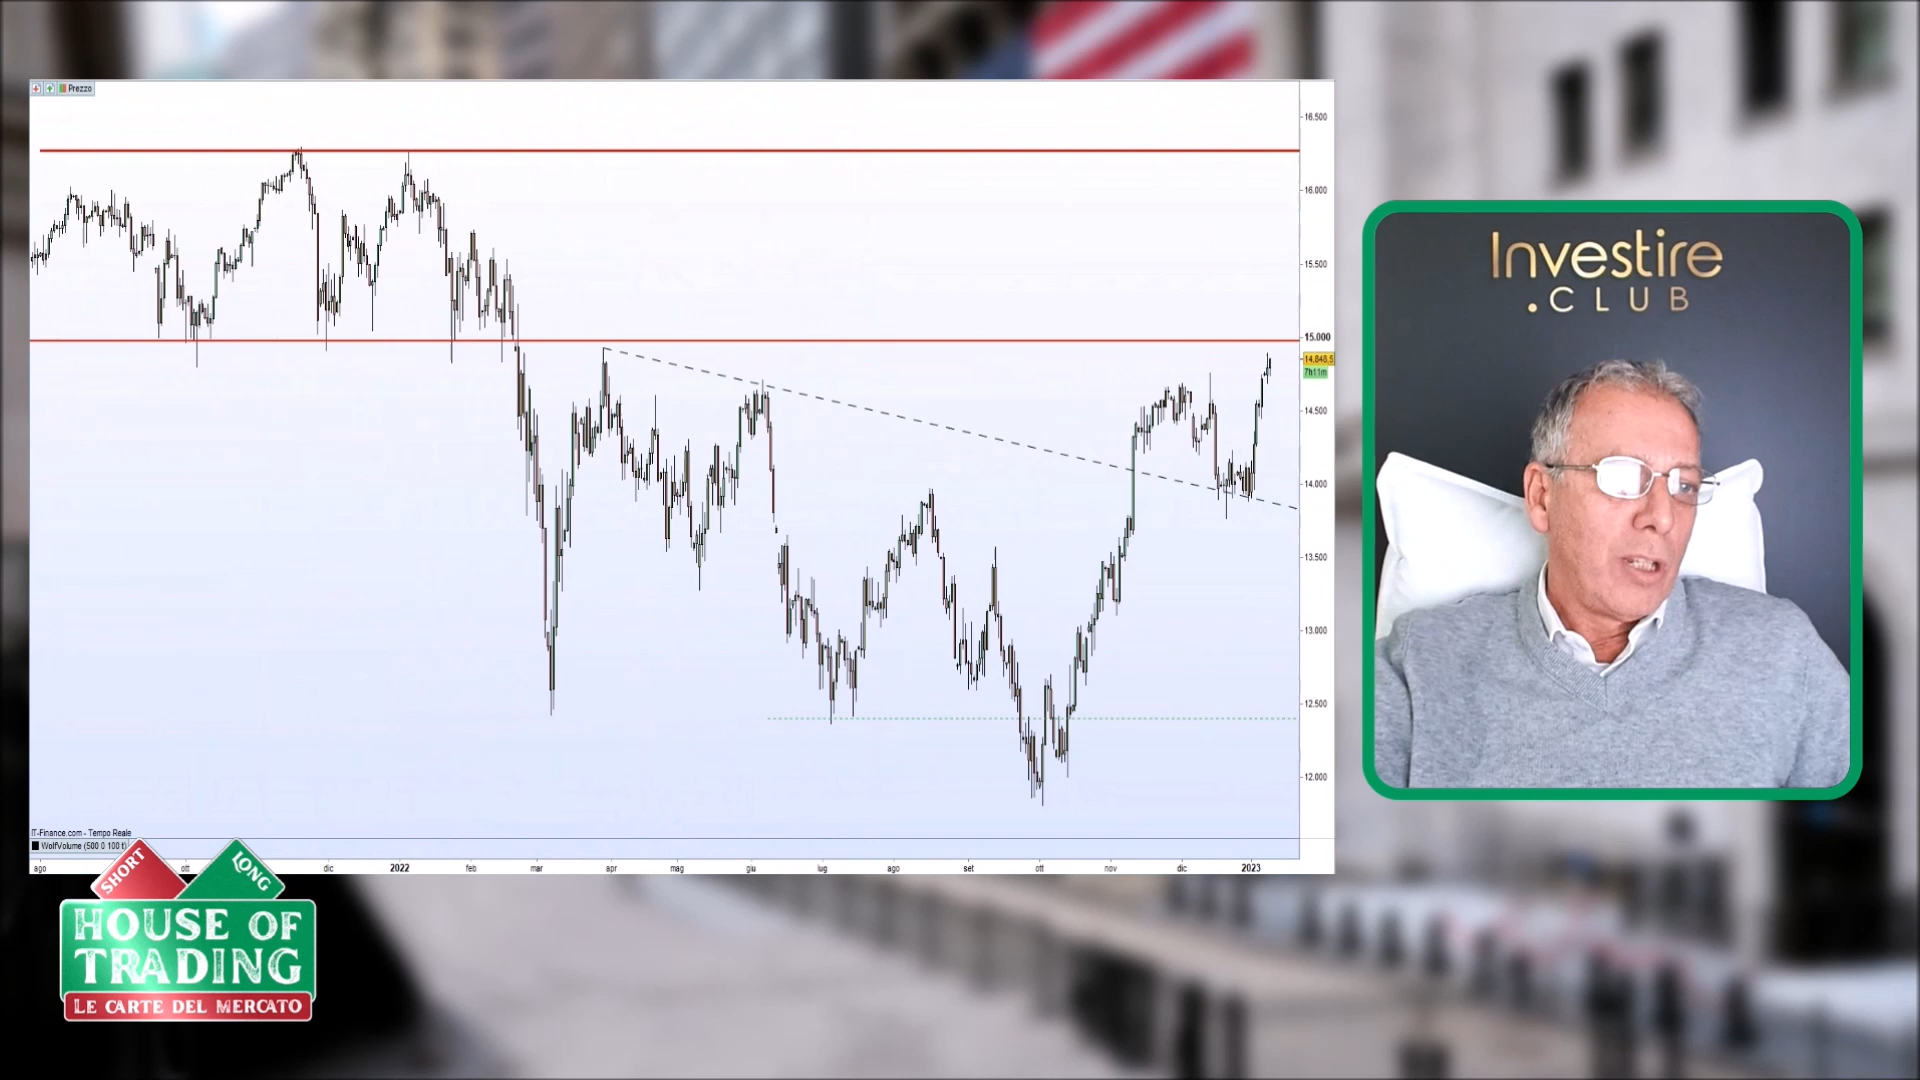 Prezzo
16.500
16.000
15.500
15.000
14.848,5
7h11m
14.500
14.000
13.500
13.000
12.500
12.000
IT-Finance.com - Tempo Reale
WolfVolume (500 0 100 t)
ago
ott
dic
2022
feb
mar
apr
mag
giu
lug
ago
set
ott
nov
dic
2023
Investire
.CLUB
SHORT
LONG
HOUSE OF
TRADING
LE CARTE DEL MERCATO